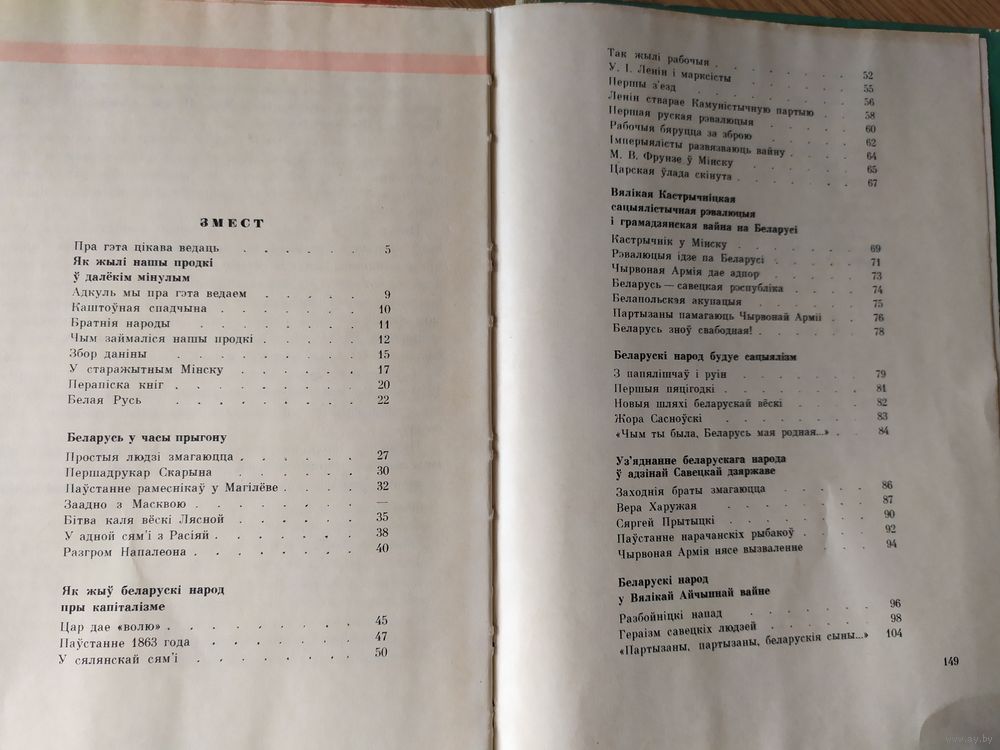 ЗМЕСТ
Пра гэта цікава ведаць . . . . . 5
Як жылі нашы продкі
ў далёкім мінулым
Адкуль мы пра гэта ведаем . . . . 9
Каштоўная спадчына . . . . . . 10
Братнія народы . . . . . . 11
Чым займаліся нашы продкі . . . . 12
Збор даніны . . . . . . . 15
У старажытным Мінску . . . . . 17
Перапіска кніг . . . . . . . 20
Белая Русь . . . . . . . 22
Беларусь у часы прыгону
Простыя людзі змагаюцца . . . . . 27
Першадрукар Скарына . . . . . 30
Паўстанне рамеснікаў у Магілёве . . . . 32
Заадно з Масквою . . . . . . . —
Бітва каля вёскі Лясной . . . . . 35
У адной сям'і з Расіяй . . . . . . 38
Разгром Напалеона . . . . . . . 40
Як жыў беларускі народ
пры капіталізме
Цар дае «волю» . . . . . . . . 45
Паўстанне 1863 года . . . . . . 47
У сялянскай сям'і . . . . . . . 50
Так жылі рабочыя . . . . . . 52
У. І. Ленін і марксісты . . . . . 55
Першы з'езд . . . . . . . 56
Ленін стварае Камуністычную партыю . . 58
Першая руская рэвалюцыя . . . . 60
Рабочыя бяруцца за зброю . . . . 62
Імперыялісты развязваюць вайну . . . 64
М. В. Фрунзе ў Мінску . . . . . 65
Царская ўлада скінута . . . . . . 67
Вялікая Кастрычніцкая
сацыялістычная рэвалюцыя
і грамадзянская вайна на Беларусі
Кастрычнік у Мінску . . . . . . 69
Рэвалюцыя ідзе па Беларусі . . . . 71
Чырвоная Армія дае адпор . . . . 73
Беларусь — савецкая рэспубліка . . . 74
Белапольская акупацыя . . . . . 75
Партызаны памагаюць Чырвонай Арміі . . 76
Беларусь зноў свабодная! . . . . . 78
Беларускі народ будуе сацыялізм
З папялішчаў і руін . . . . . . 79
Першыя пяцігодкі . . . . . . 81
Новыя шляхі беларускай вёскі . . . . 82
Жора Сасноўскі . . . . . . 83
«Чым ты была, Беларусь мая родная...» . . 84
Уз'яднанне беларускага народа
ў адзінай Савецкай дзяржаве
Заходнія браты змагаюцца . . . . . 86
Вера Харужая . . . . . . . 87
Сяргей Прытыцкі . . . . . . 90
Паўстанне нарачанскіх рыбакоў . . . . 92
Чырвоная Армія нясе вызваленне . . . 94
Беларускі народ
у Вялікай Айчыннай вайне
Разбойніцкі напад . . . . . . 96
Гераізм савецкіх людзей . . . . . 98
«Партызаны, партызаны, беларускія сыны...» 104
149
www.ay.by